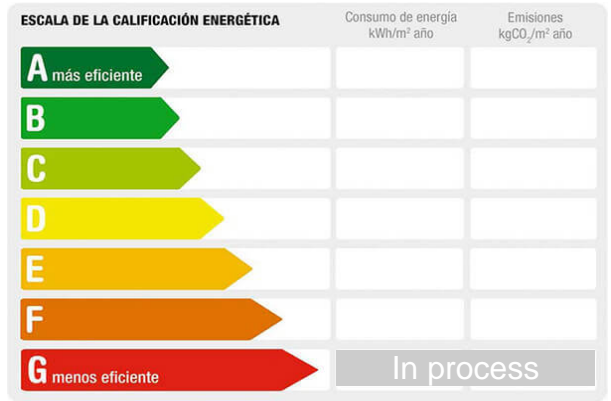 ESCALA DE LA CALIFICACIÓN ENERGÉTICA
Consumo de energía
kWh/m² año
Emisiones
kgCO₂/m² año
A más eficiente
B
C
D
E
F
G menos eficiente
In process